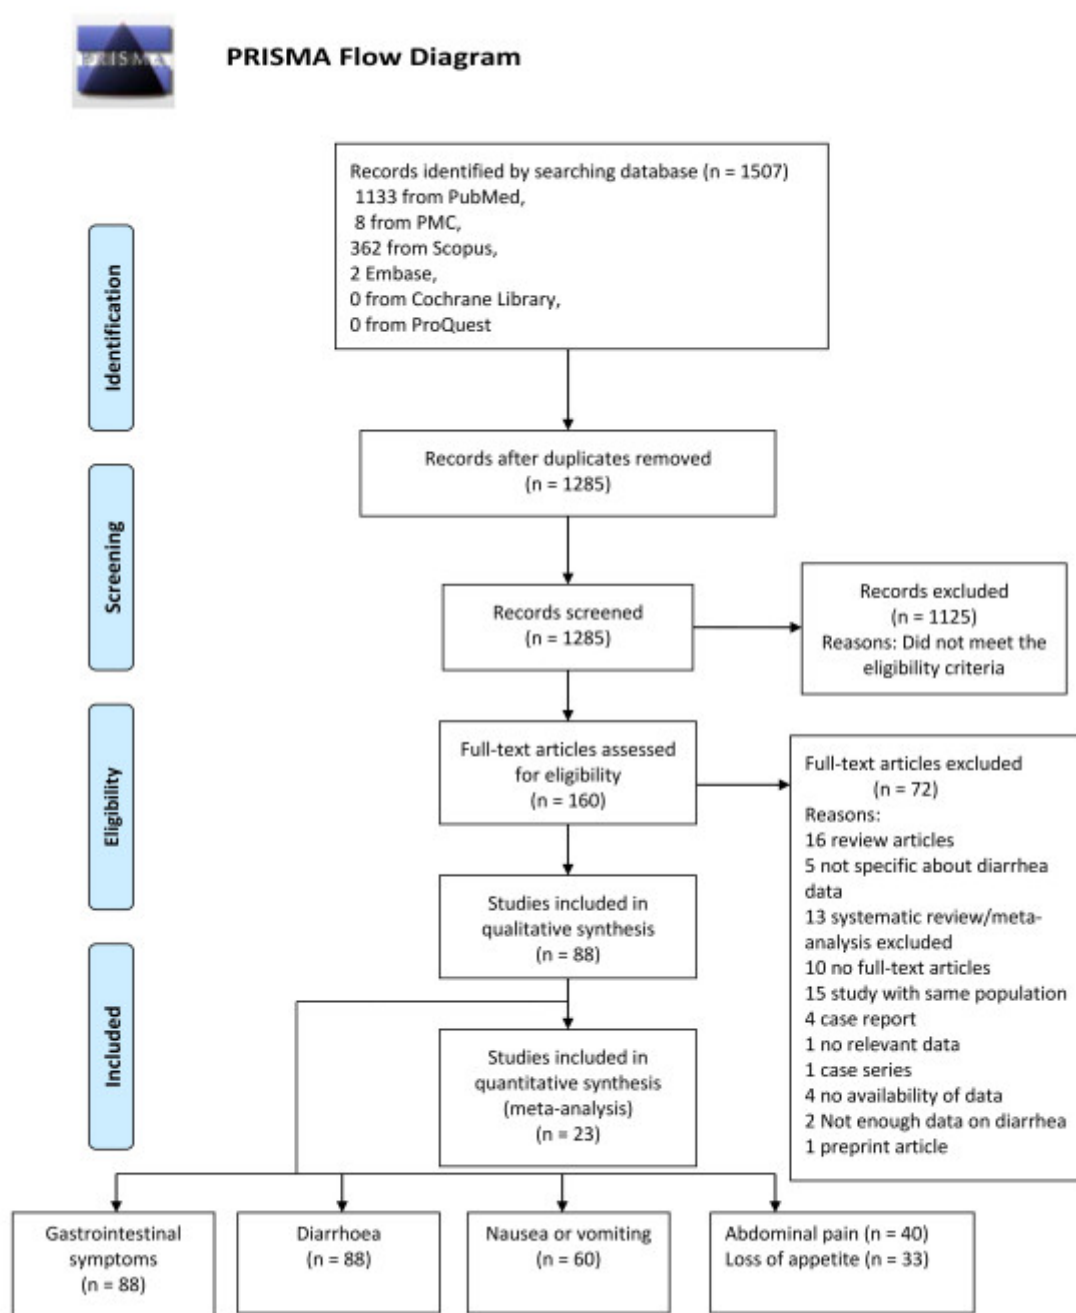 PRISMA
PRISMA Flow Diagram
Records identified by searching database (n = 1507)
1133 from PubMed,
8 from PMC,
362 from Scopus,
2 Embase,
0 from Cochrane Library,
0 from ProQuest
Identification
Records after duplicates removed
(n = 1285)
Screening
Records screened
(n = 1285)
Records excluded
(n = 1125)
Reasons: Did not meet the
eligibility criteria
Eligibility
Full-text articles assessed
for eligibility
(n = 160)
Full-text articles excluded
(n = 72)
Reasons:
16 review articles
5 not specific about diarrhea
data
13 systematic review/meta-
analysis excluded
10 no full-text articles
15 study with same population
4 case report
1 no relevant data
1 case series
4 no availability of data
2 Not enough data on diarrhea
1 preprint article
Studies included in
qualitative synthesis
(n = 88)
Included
Studies included in
quantitative synthesis
(meta-analysis)
(n = 23)
Gastrointestinal
symptoms
(n = 88)
Diarrhoea
(n = 88)
Nausea or vomiting
(n = 60)
Abdominal pain (n = 40)
Loss of appetite (n = 33)